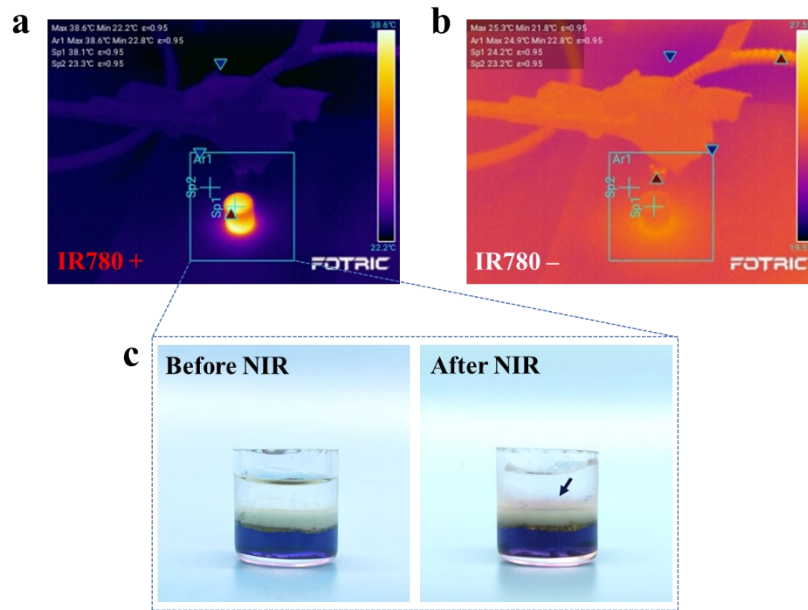 a
Max 38.6℃ Min 22.2℃ ε=0.95
Ar1 Max 38.6℃ Min 22.8℃ ε=0.95
Sp1 38.1℃ ε=0.95
Sp2 23.3℃ ε=0.95
38.6℃
Ar1
Sp2
Sp1
22.2℃
IR780 +
FOTRIC
b
Max 25.3℃ Min 21.8℃ ε=0.95
Ar1 Max 24.9℃ Min 22.8℃ ε=0.95
Sp1 24.2℃ ε=0.95
Sp2 23.2℃ ε=0.95
Ar1
Sp2
Sp1
IR780 –
FOTRIC
c
Before NIR
After NIR